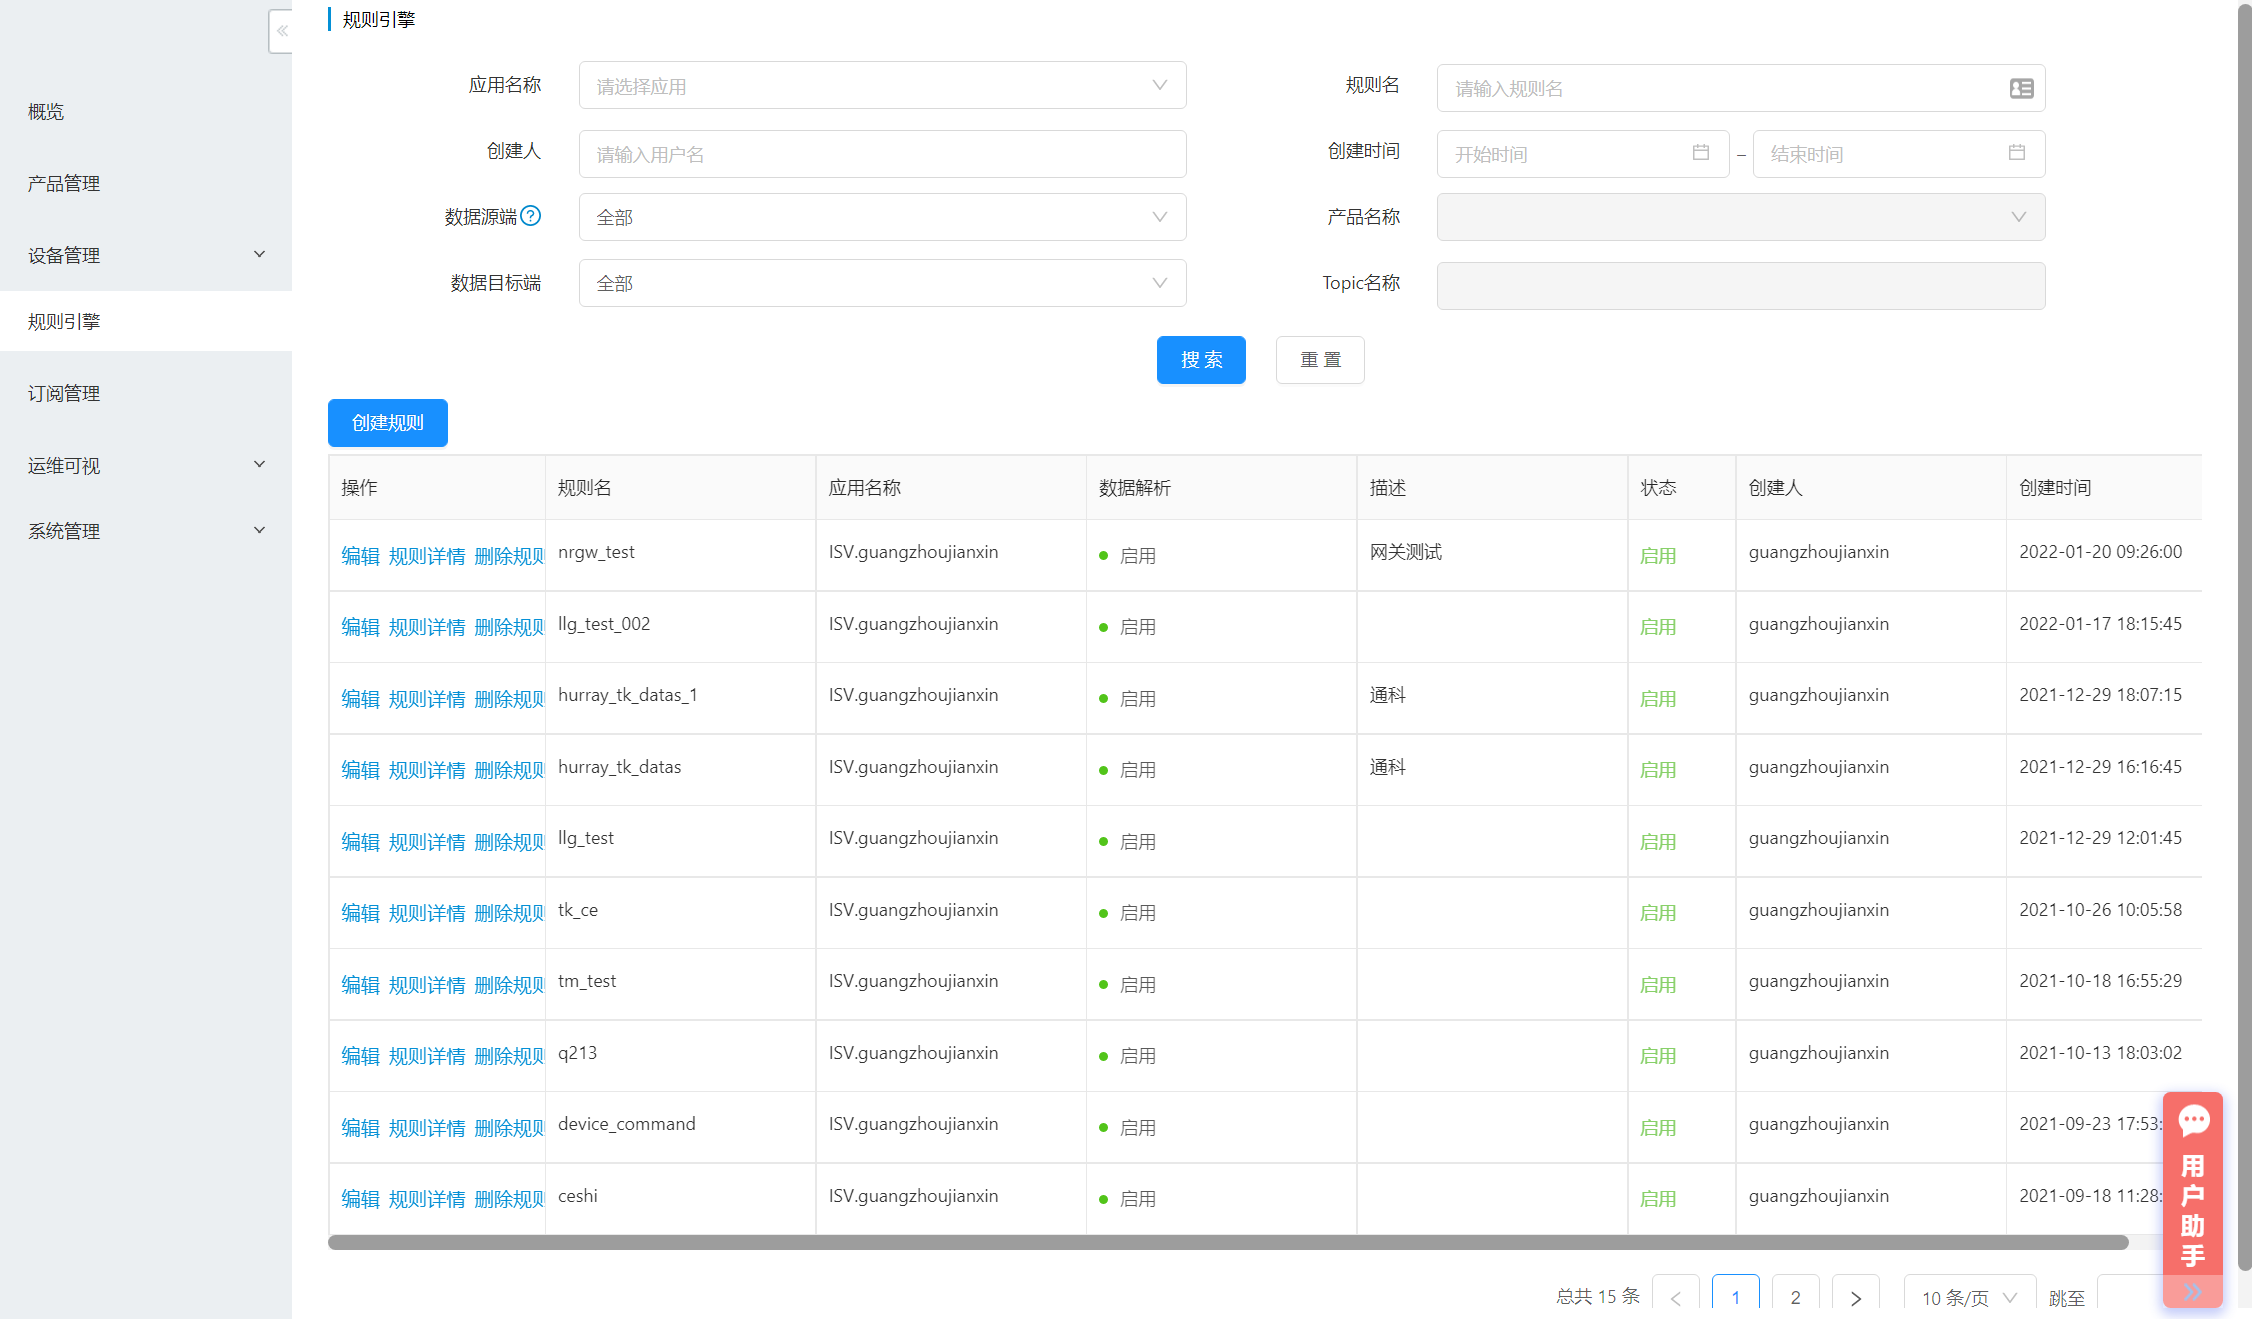 规则引擎
概览
产品管理
设备管理
规则引擎
订阅管理
运维可视
系统管理
应用名称 请选择应用 规则名 请输入规则名
创建人 请输入用户名 创建时间 开始时间 – 结束时间
数据源端 全部 产品名称
数据目标端 全部 Topic名称
搜 索 重 置
创建规则
操作 规则名 应用名称 数据解析 描述 状态 创建人 创建时间
编辑 规则详情 删除规则 nrgw_test ISV.guangzhoujianxin 启用 网关测试 启用 guangzhoujianxin 2022-01-20 09:26:00
编辑 规则详情 删除规则 llg_test_002 ISV.guangzhoujianxin 启用 启用 guangzhoujianxin 2022-01-17 18:15:45
编辑 规则详情 删除规则 hurray_tk_datas_1 ISV.guangzhoujianxin 启用 通科 启用 guangzhoujianxin 2021-12-29 18:07:15
编辑 规则详情 删除规则 hurray_tk_datas ISV.guangzhoujianxin 启用 通科 启用 guangzhoujianxin 2021-12-29 16:16:45
编辑 规则详情 删除规则 llg_test ISV.guangzhoujianxin 启用 启用 guangzhoujianxin 2021-12-29 12:01:45
编辑 规则详情 删除规则 tk_ce ISV.guangzhoujianxin 启用 启用 guangzhoujianxin 2021-10-26 10:05:58
编辑 规则详情 删除规则 tm_test ISV.guangzhoujianxin 启用 启用 guangzhoujianxin 2021-10-18 16:55:29
编辑 规则详情 删除规则 q213 ISV.guangzhoujianxin 启用 启用 guangzhoujianxin 2021-10-13 18:03:02
编辑 规则详情 删除规则 device_command ISV.guangzhoujianxin 启用 启用 guangzhoujianxin 2021-09-23 17:53:
编辑 规则详情 删除规则 ceshi ISV.guangzhoujianxin 启用 启用 guangzhoujianxin 2021-09-18 11:28:
用户助手
总共 15 条 1 2 10 条/页 跳至